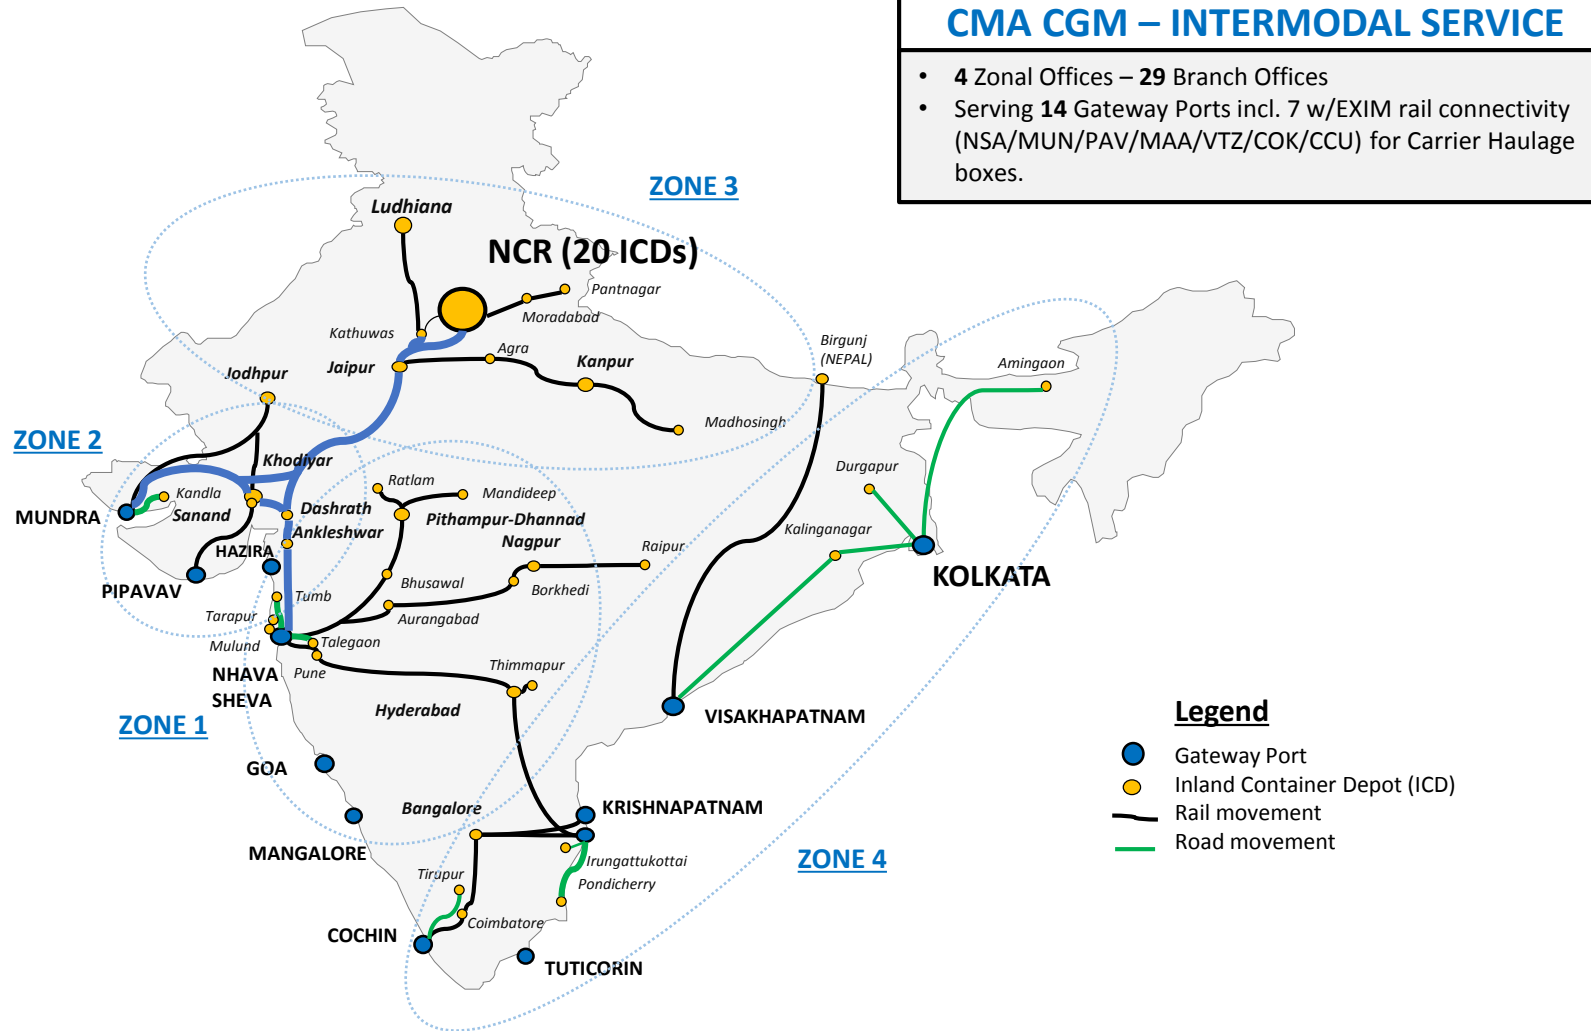 CMA CGM – INTERMODAL SERVICE
• 4 Zonal Offices – 29 Branch Offices
• Serving 14 Gateway Ports incl. 7 w/EXIM rail connectivity
(NSA/MUN/PAV/MAA/VTZ/COK/CCU) for Carrier Haulage
boxes.
ZONE 3
Ludhiana
NCR (20 ICDs)
Pantnagar
Moradabad
Kathuwas
Agra
Jaipur
Kanpur
Birgunj
(NEPAL)
Amingaon
Jodhpur
Madhosingh
ZONE 2
Khodiyar
Durgapur
Ratlam
Mandideep
Kandla
Sanand
Dashrath
MUNDRA
Pithampur-Dhannad
Ankleshwar
Nagpur
Kalinganagar
HAZIRA
Raipur
KOLKATA
PIPAVAV
Bhusawal
Borkhedi
Tumb
Tarapur
Aurangabad
Mulund
Talegaon
NHAVA
SHEVA
Pune
Thimmapur
Hyderabad
ZONE 1
VISAKHAPATNAM
GOA
Bangalore
KRISHNAPATNAM
MANGALORE
Irungattukottai
ZONE 4
Tirupur
Pondicherry
Coimbatore
COCHIN
TUTICORIN
Legend
Gateway Port
Inland Container Depot (ICD)
Rail movement
Road movement